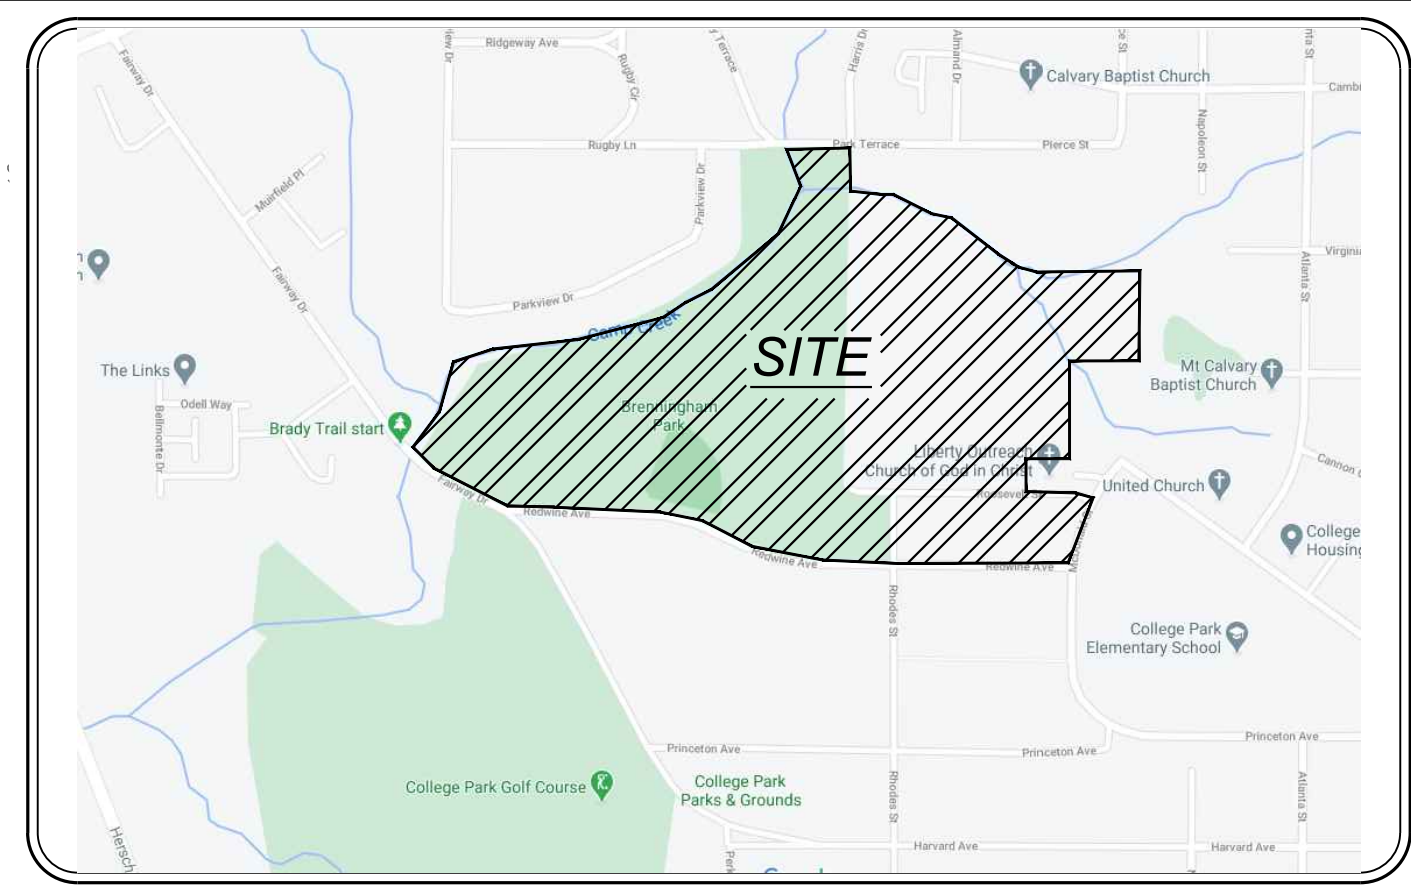 Ridgeway Ave
Fairway Dr
Rugby Cir
Terrace
Harris Dr
Almand Dr
Calvary Baptist Church
Napoleon St
Rugby Ln
Park Terrace
Pierce St
Muirfield Pl
Parkview Dr
Fairway Dr
Atlanta St
Parkview Dr
Camp Creek
SITE
The Links
Mt Calvary
Baptist Church
Odell Way
Bellmonte Dr
Brenningham
Park
Brady Trail start
Liberty Outreach
Church of God in Christ
Roosevelt St
United Church
Fairway Dr
Redwine Ave
College
Housing
Redwine Ave
Redwine Ave
Rhodes St
College Park
Elementary School
Princeton Ave
Princeton Ave
Princeton Ave
College Park Golf Course
College Park
Parks & Grounds
Rhodes St
Atlanta St
Harvard Ave
Harvard Ave